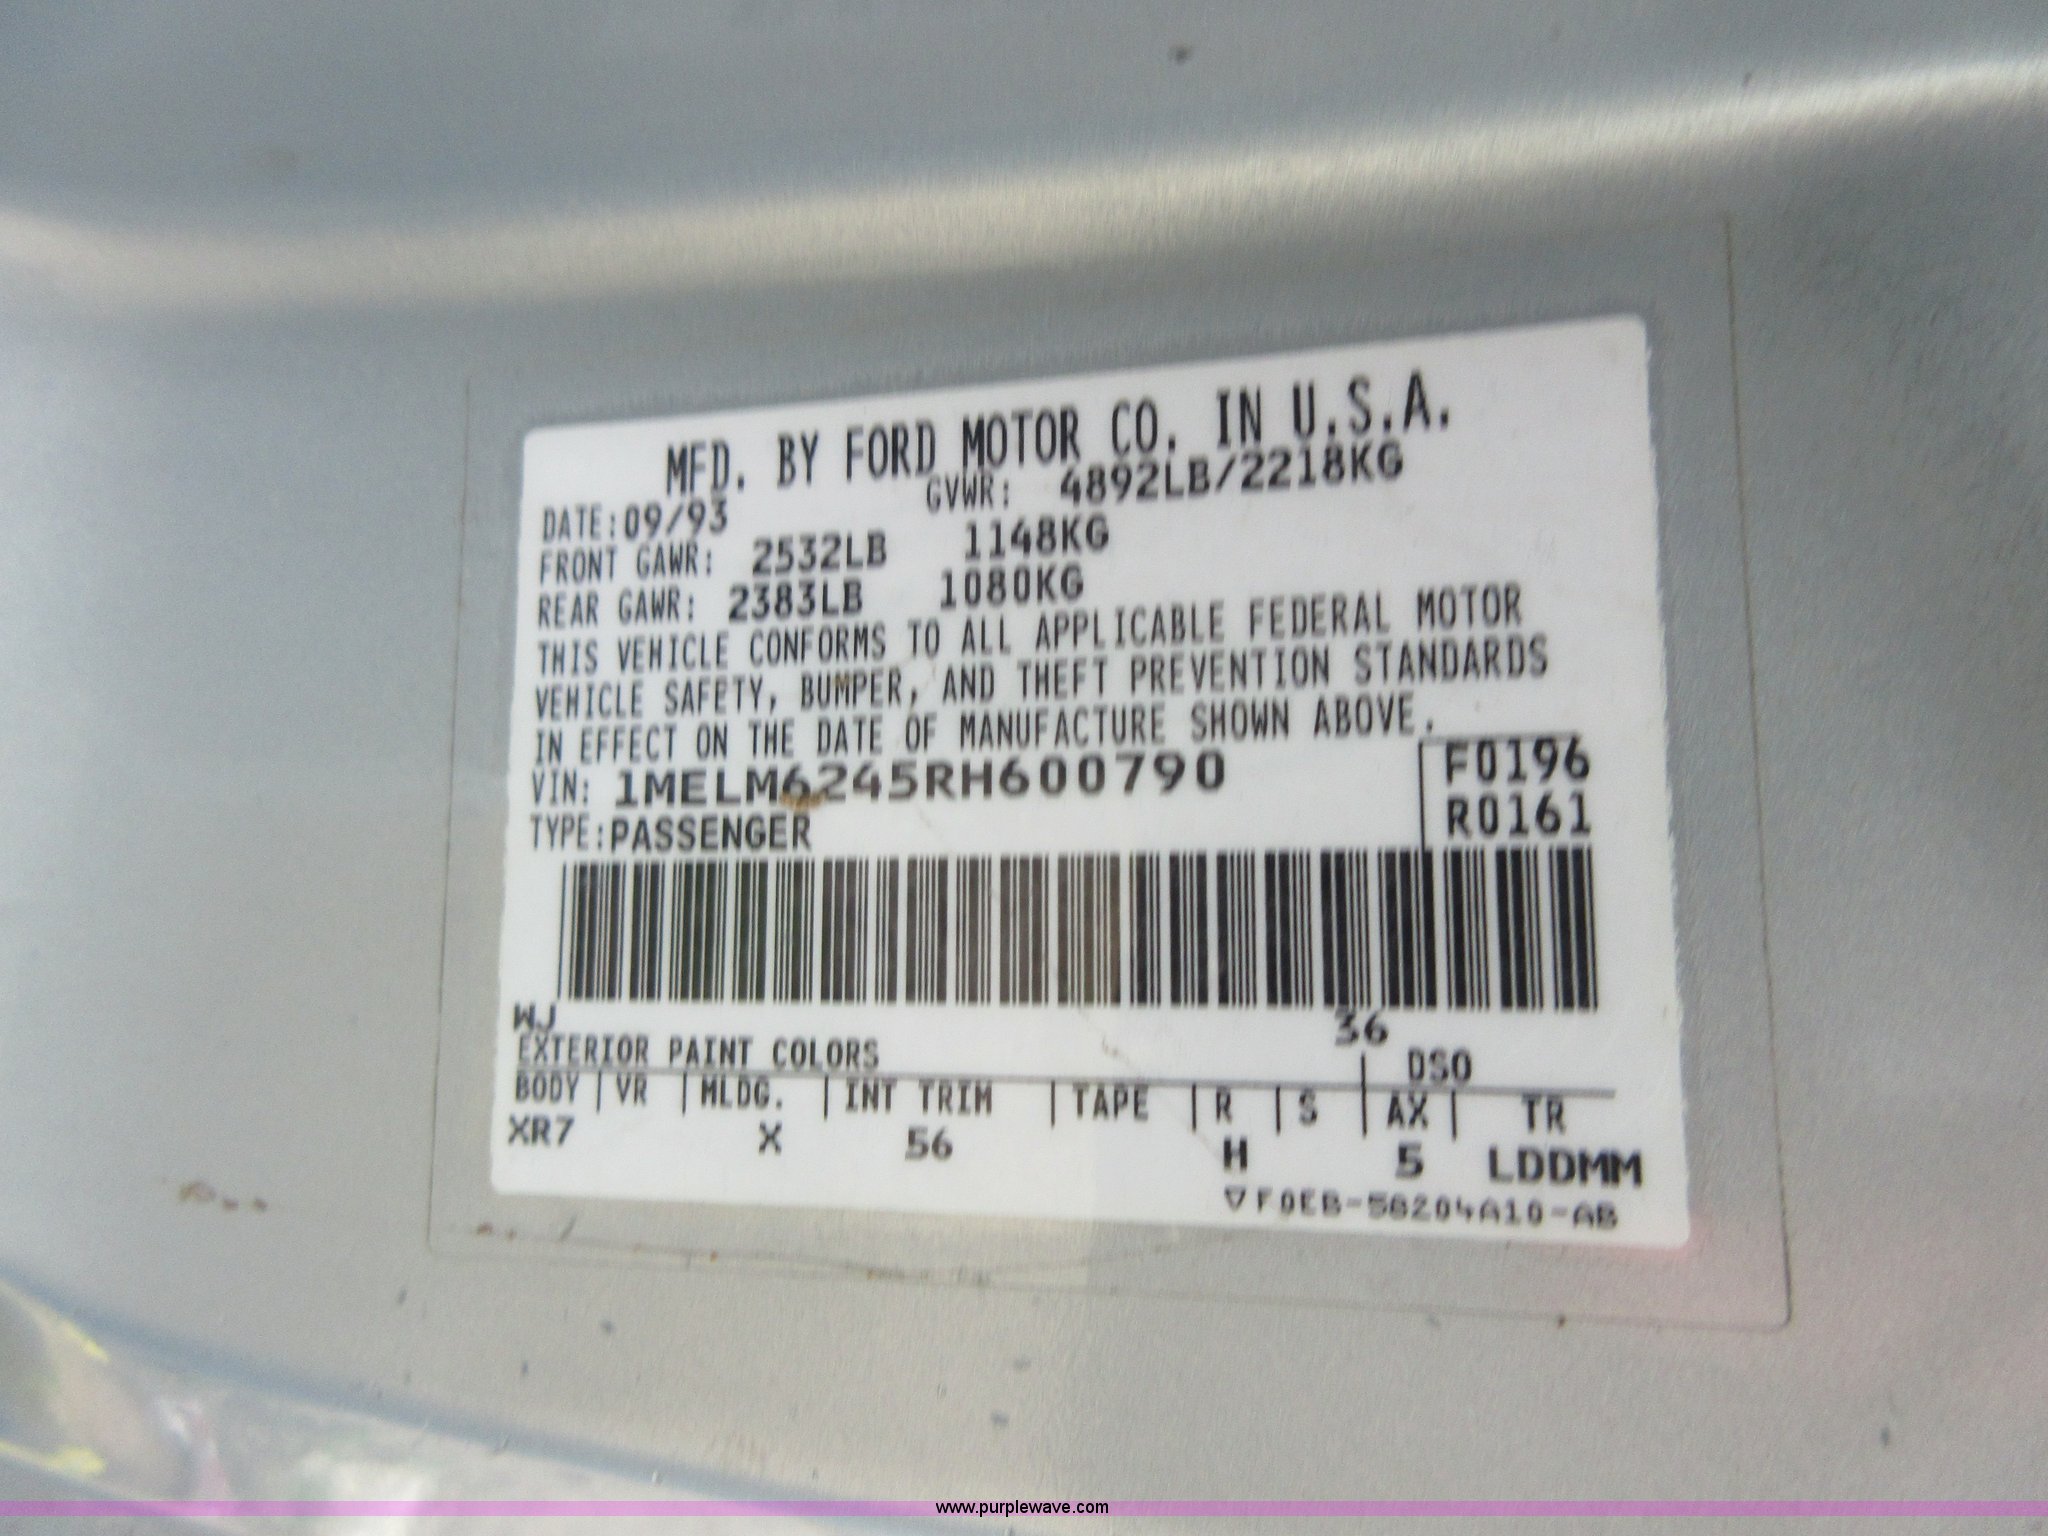 MFD. BY FORD MOTOR CO. IN U.S.A.
DATE:09/93 GVWR: 4892LB/2218KG
FRONT GAWR: 2532LB 1148KG
REAR GAWR: 2383LB 1080KG
THIS VEHICLE CONFORMS TO ALL APPLICABLE FEDERAL MOTOR
VEHICLE SAFETY, BUMPER, AND THEFT PREVENTION STANDARDS
IN EFFECT ON THE DATE OF MANUFACTURE SHOWN ABOVE.
VIN: 1MELM6245RH600790 F0196
TYPE:PASSENGER R0161
WJ 36
EXTERIOR PAINT COLORS DSO
BODY | VR | MLDG. | INT TRIM | TAPE | R | S | AX | TR
XR7 X 56 H 5 LDDMM
▽F0EB-58204A10-AB
www.purplewave.com